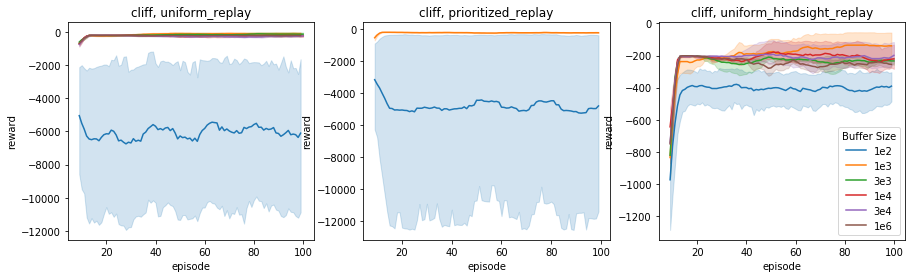 cliff, uniform_replay
0
−2000
−4000
−6000
−8000
−10000
−12000
reward
20
40
60
80
100
episode
cliff, prioritized_replay
0
−2000
−4000
−6000
−8000
−10000
−12000
reward
20
40
60
80
100
episode
cliff, uniform_hindsight_replay
0
−200
−400
−600
−800
−1000
−1200
reward
20
40
60
80
100
episode
Buffer Size
1e2
1e3
3e3
1e4
3e4
1e6